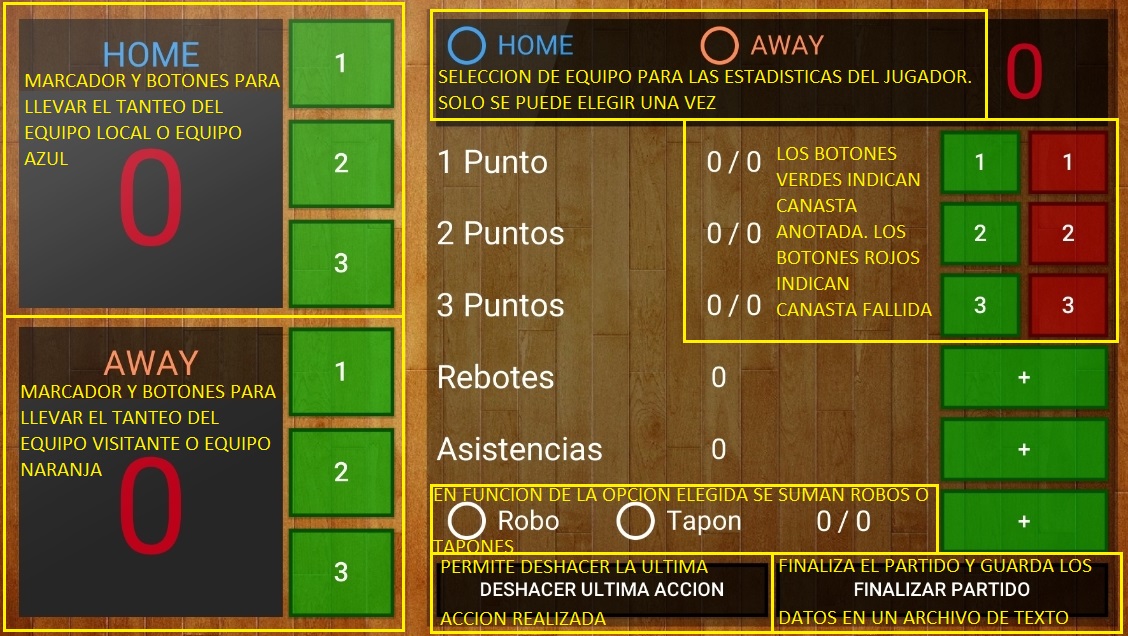 HOME
MARCADOR Y BOTONES PARA
LLEVAR EL TANTEO DEL
EQUIPO LOCAL O EQUIPO
AZUL
0
1
2
3
AWAY
MARCADOR Y BOTONES PARA
LLEVAR EL TANTEO DEL
EQUIPO VISITANTE O EQUIPO
NARANJA
0
1
2
3
HOME AWAY 0
SELECCION DE EQUIPO PARA LAS ESTADISTICAS DEL JUGADOR.
SOLO SE PUEDE ELEGIR UNA VEZ
1 Punto 0 / 0 1 1
2 Puntos 0 / 0 2 2
3 Puntos 0 / 0 3 3
LOS BOTONES
VERDES INDICAN
CANASTA
ANOTADA. LOS
BOTONES ROJOS
INDICAN
CANASTA FALLIDA
Rebotes 0 +
Asistencias 0 +
EN FUNCION DE LA OPCION ELEGIDA SE SUMAN ROBOS O
Robo Tapon 0 / 0 +
TAPONES
PERMITE DESHACER LA ULTIMA
DESHACER ULTIMA ACCION
ACCION REALIZADA
FINALIZA EL PARTIDO Y GUARDA LOS
FINALIZAR PARTIDO
DATOS EN UN ARCHIVO DE TEXTO